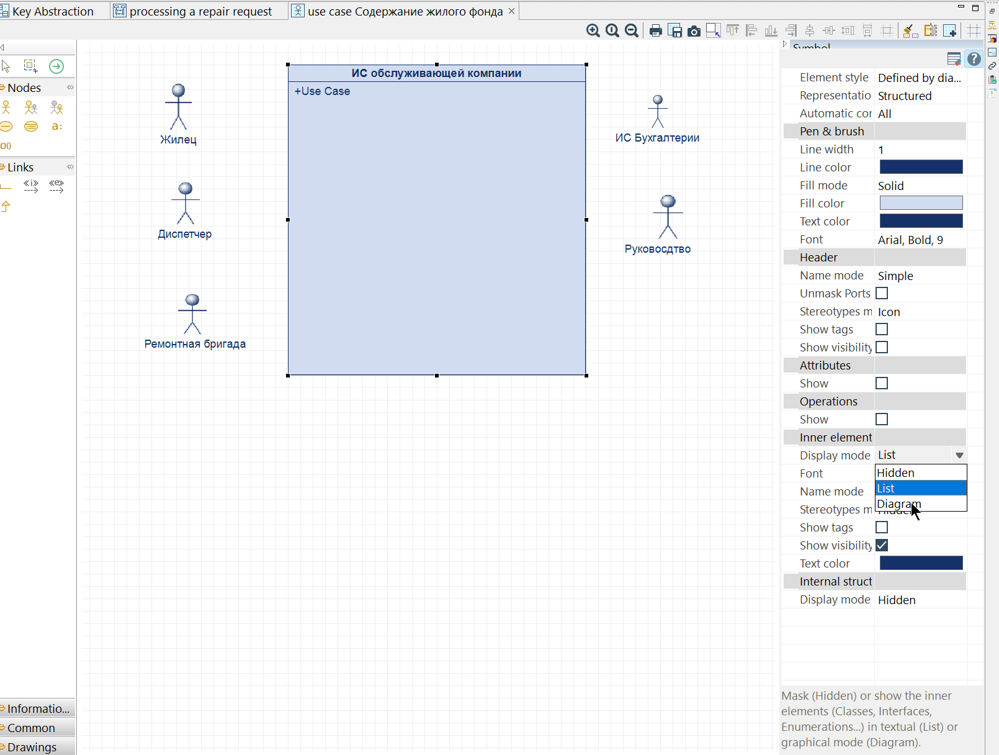 Key Abstraction
processing a repair request
use case Содержание жилого фонда
Symbol
Nodes
a:
Links
«i»
«e»
Informatio...
Common
Drawings
ИС обслуживающей компании
+Use Case
Жилец
Диспетчер
Ремонтная бригада
ИС Бухгалтерии
Руковосдтво
Element style Defined by dia...
Representatio Structured
Automatic cor All
Pen & brush
Line width 1
Line color
Fill mode Solid
Fill color
Text color
Font Arial, Bold, 9
Header
Name mode Simple
Unmask Ports
Stereotypes m Icon
Show tags
Show visibility
Attributes
Show
Operations
Show
Inner element
Display mode List
Font Hidden
List
Name mode
Diagram
Stereotypes m Hidden
Show tags
Show visibility
Text color
Internal struct
Display mode Hidden
Mask (Hidden) or show the inner
elements (Classes, Interfaces,
Enumerations...) in textual (List) or
graphical mode (Diagram).